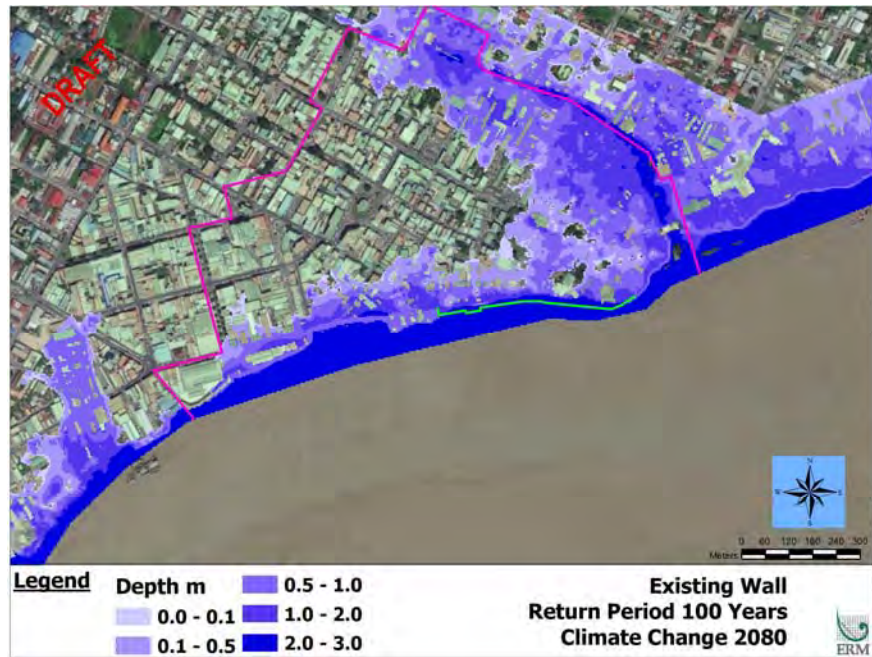 DRAFT
N
W
S
Meters
0 60 120 180 240 300
Legend
Depth m
0.0 - 0.1
0.1 - 0.5
0.5 - 1.0
1.0 - 2.0
2.0 - 3.0
Existing Wall
Return Period 100 Years
Climate Change 2080
ERM